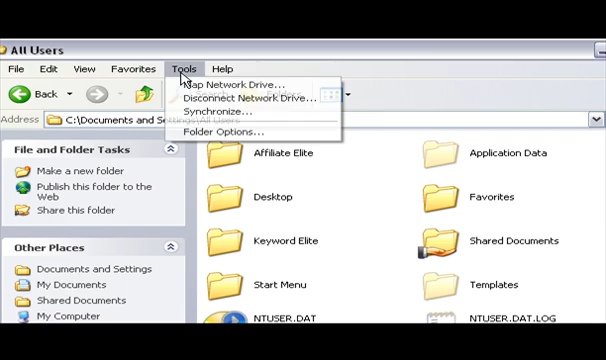 All Users
File Edit View Favorites Tools Help
Map Network Drive...
Back
Disconnect Network Drive...
Synchronize...
Address C:\Documents and Settings\All Users
Folder Options...
File and Folder Tasks
Make a new folder
Publish this folder to the
Web
Share this folder
Other Places
Documents and Settings
My Documents
Shared Documents
My Computer
Affiliate Elite Application Data
Desktop Favorites
Keyword Elite Shared Documents
Start Menu Templates
NTUSER.DAT NTUSER.DAT.LOG